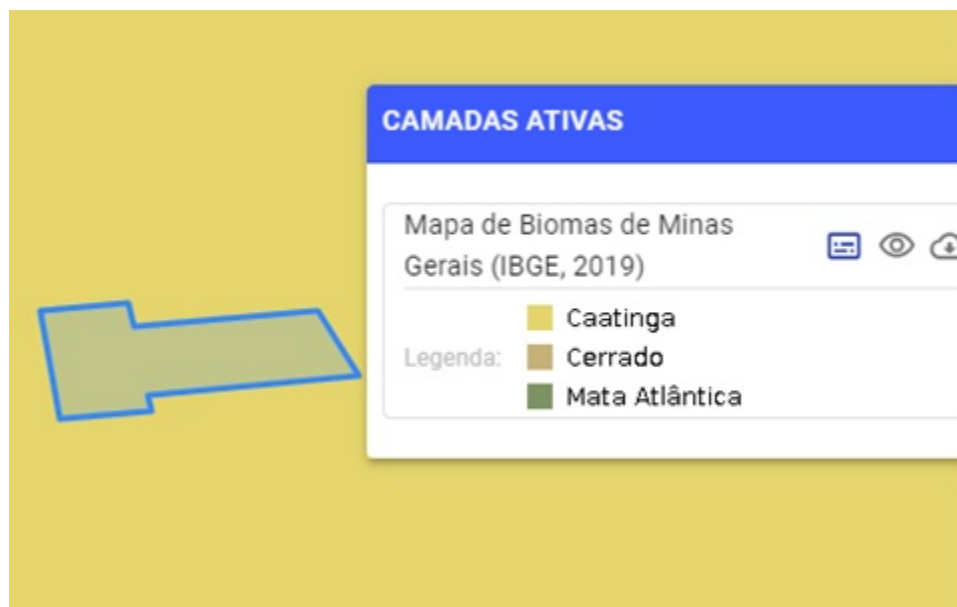 CAMADAS ATIVAS
Mapa de Biomas de Minas
Gerais (IBGE, 2019)
Legenda:
Caatinga
Cerrado
Mata Atlântica